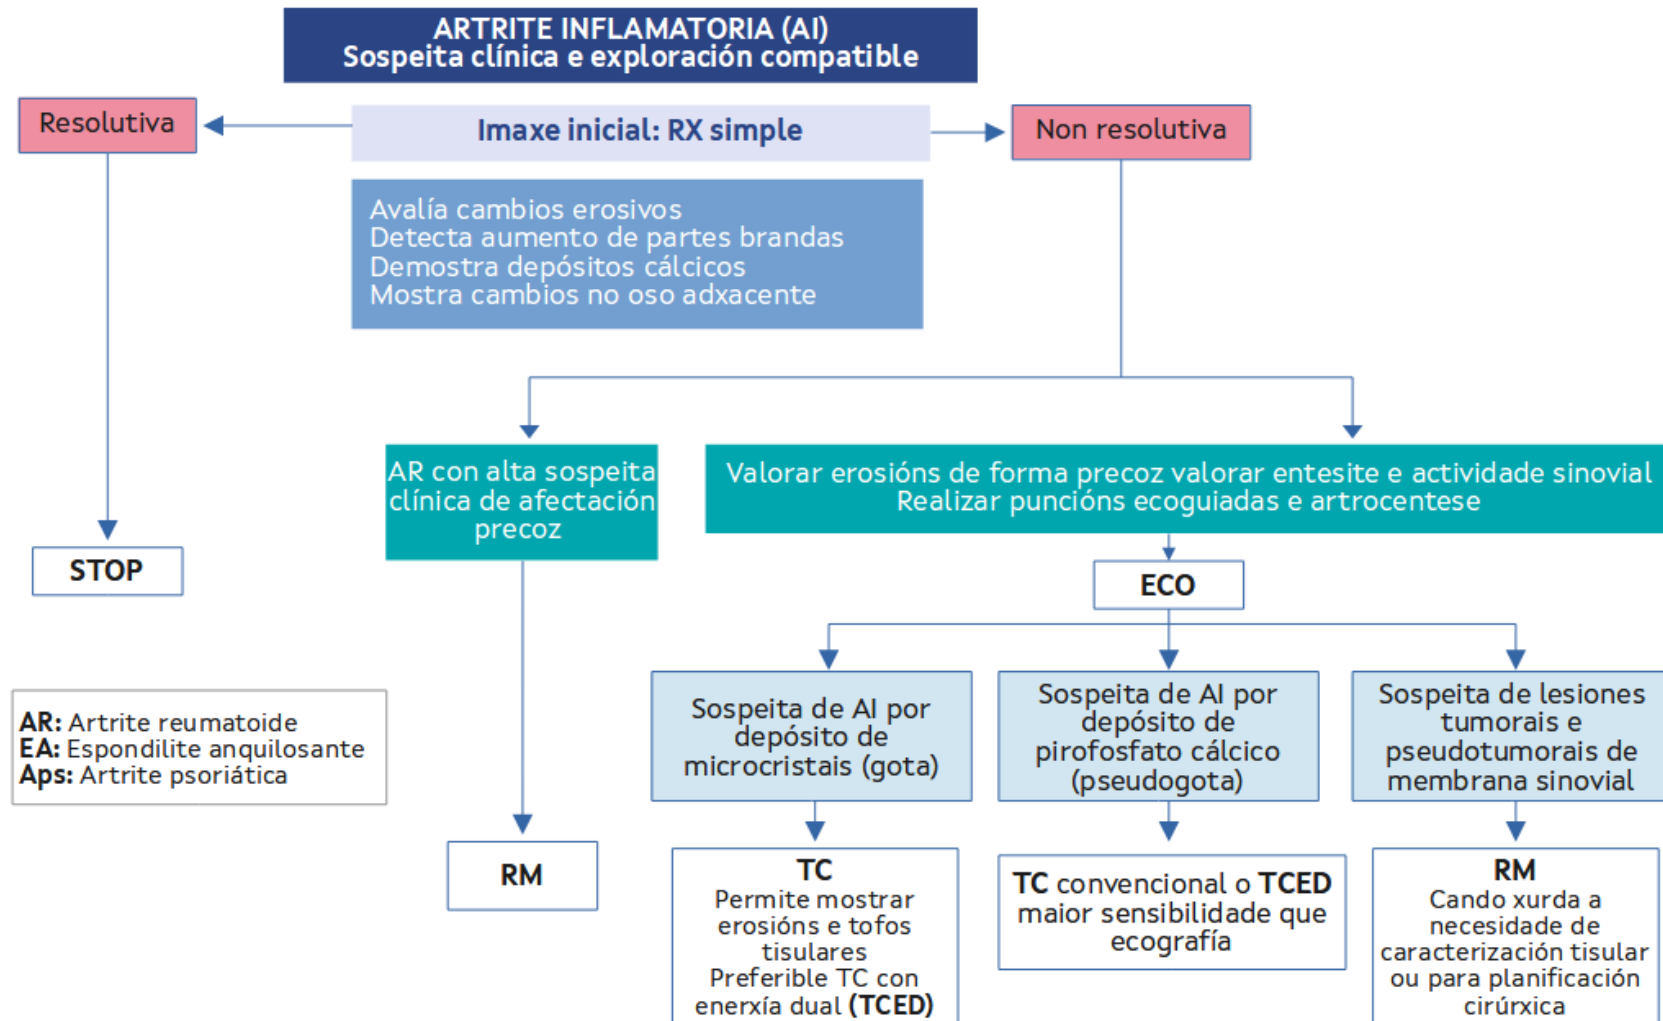 ARTRITE INFLAMATORIA (AI)
Sospeita clínica e exploración compatible
Resolutiva
Imaxe inicial: RX simple
Non resolutiva
Avalía cambios erosivos
Detecta aumento de partes brandas
Demostra depósitos cálcicos
Mostra cambios no oso adxacente
AR con alta sospeita
clínica de afectación
precoz
Valorar erosións de forma precoz valorar entesite e actividade sinovial
Realizar puncións ecoguiadas e artrocentese
STOP
ECO
AR: Artrite reumatoide
EA: Espondilite anquilosante
Aps: Artrite psoriática
Sospeita de AI por
depósito de
microcristais (gota)
Sospeita de AI por
depósito de
pirofosfato cálcico
(pseudogota)
Sospeita de lesiones
tumorais e
pseudotumorais de
membrana sinovial
RM
TC
Permite mostrar
erosións e tofos
tisulares
Preferible TC con
enerxía dual (TCED)
TC convencional o TCED
maior sensibilidade que
ecografía
RM
Cando xurda a
necesidade de
caracterización tisular
ou para planificación
cirúrxica